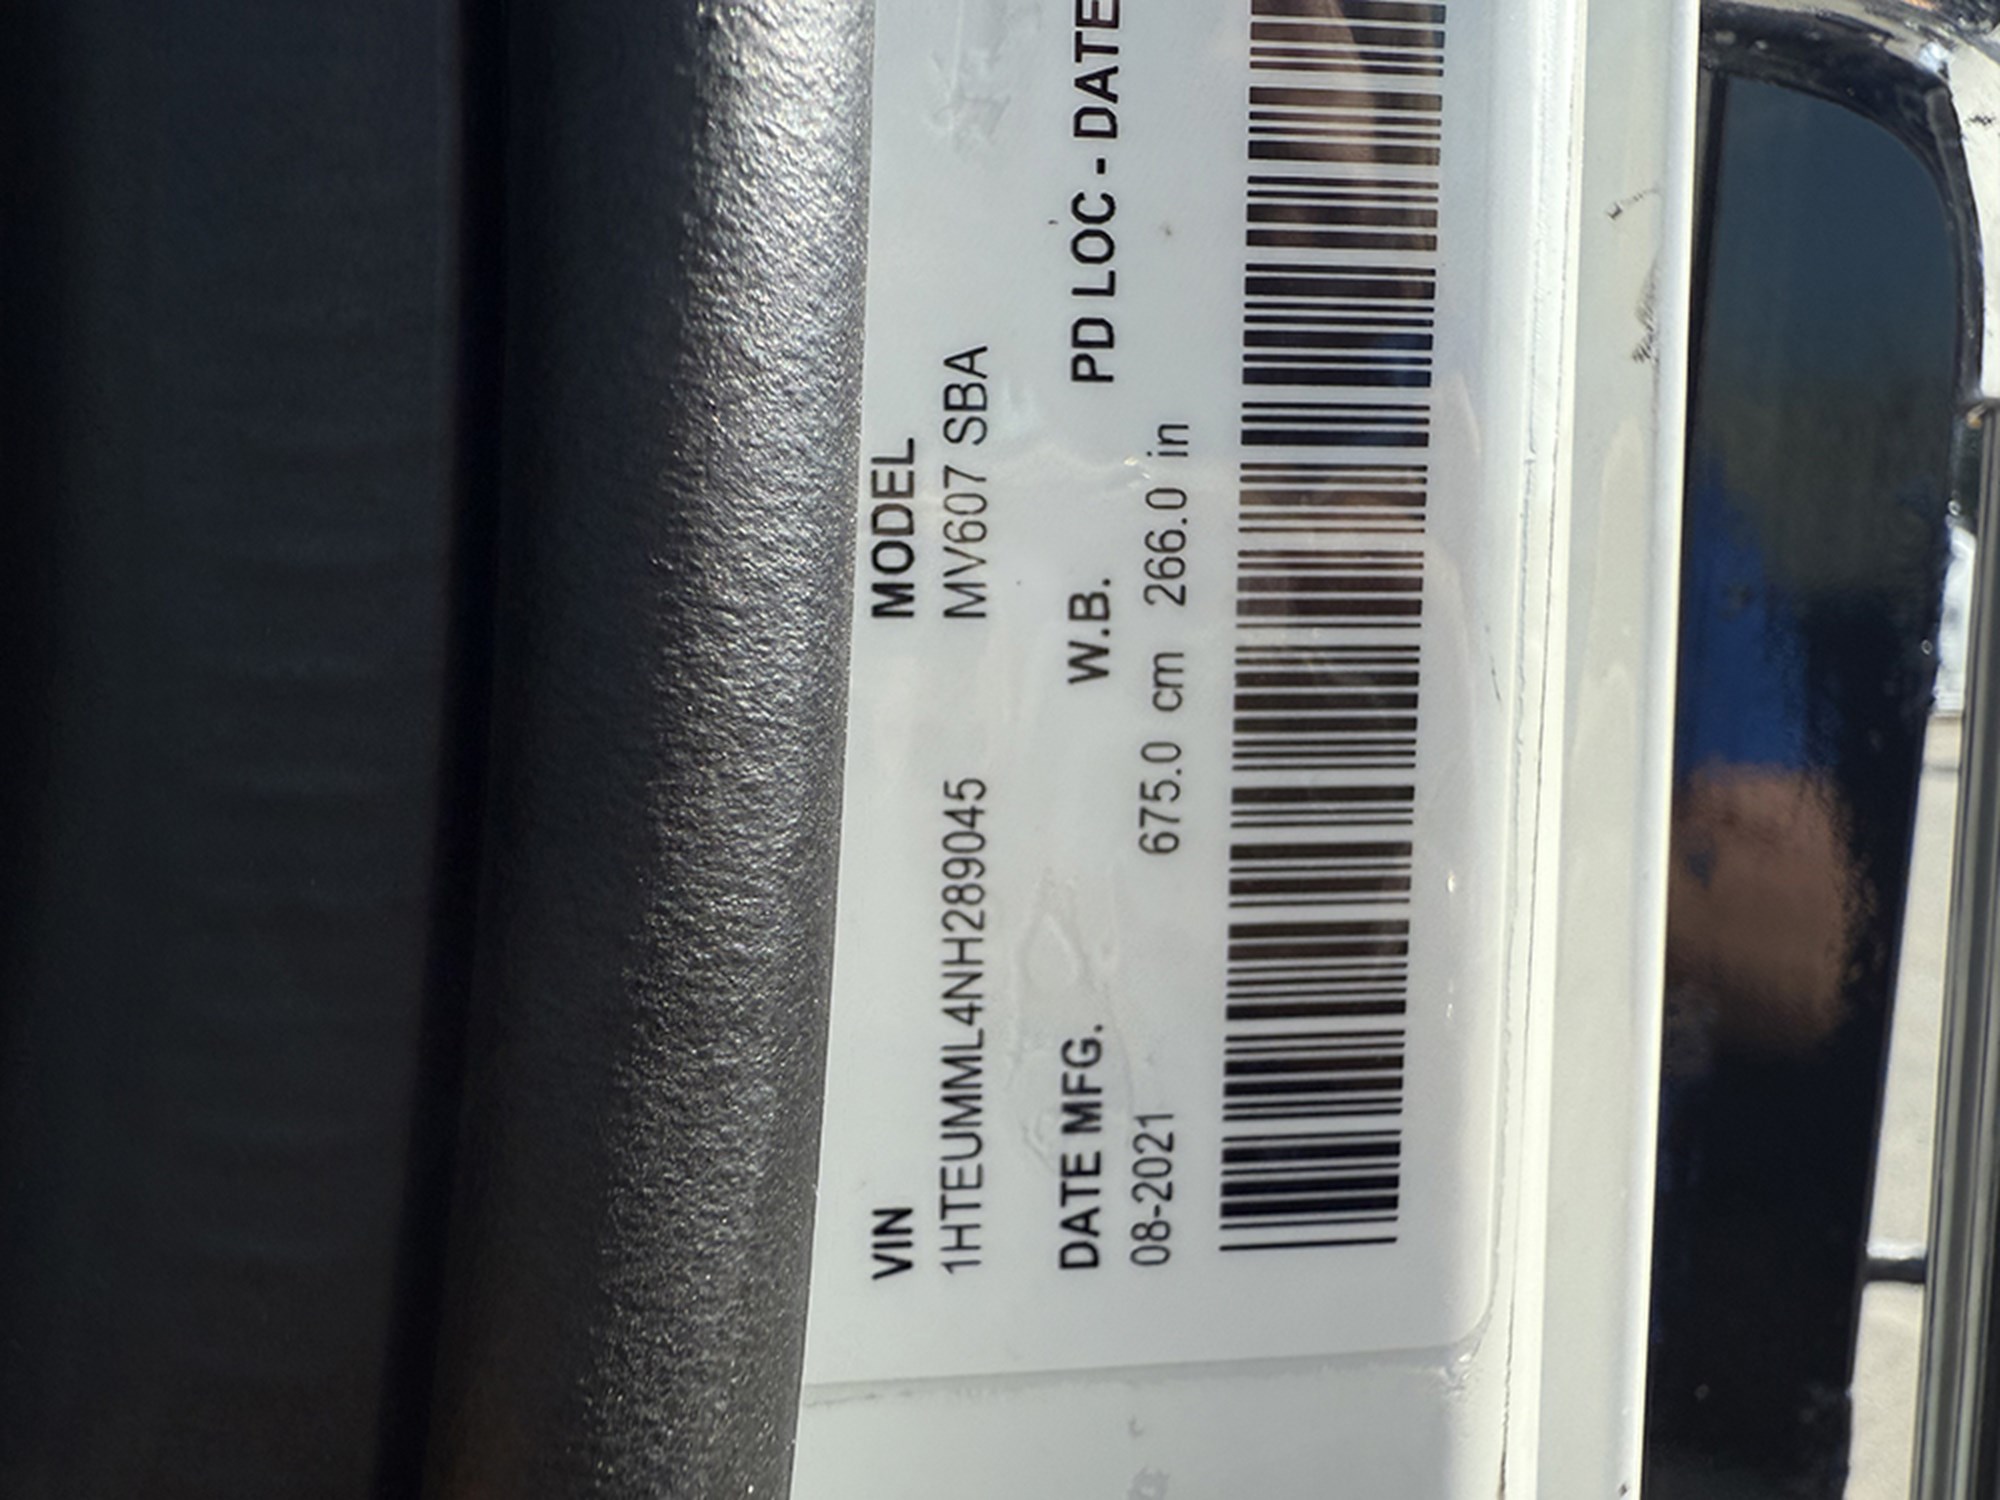 VIN MODEL
1HTEUMML4NH289045 MV607 SBA
DATE MFG. W.B. PD LOC - DATE
08-2021 675.0 cm 266.0 in